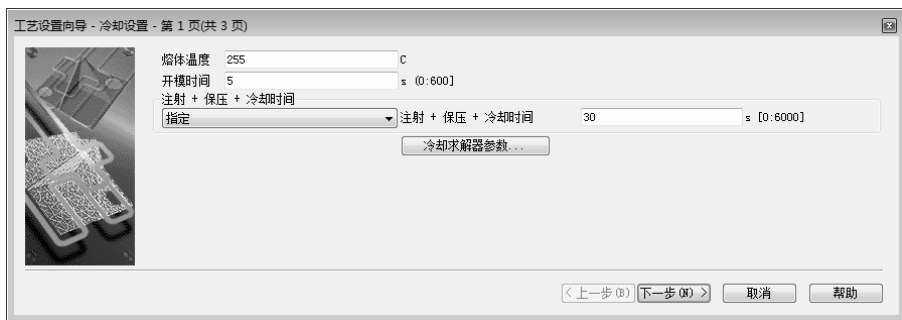 工艺设置向导 - 冷却设置 - 第 1 页(共 3 页)
熔体温度 255 C
开模时间 5 s (0:600]
注射 + 保压 + 冷却时间
指定 注射 + 保压 + 冷却时间 30 s [0:6000]
冷却求解器参数...
< 上一步(B) 下一步(N) > 取消 帮助